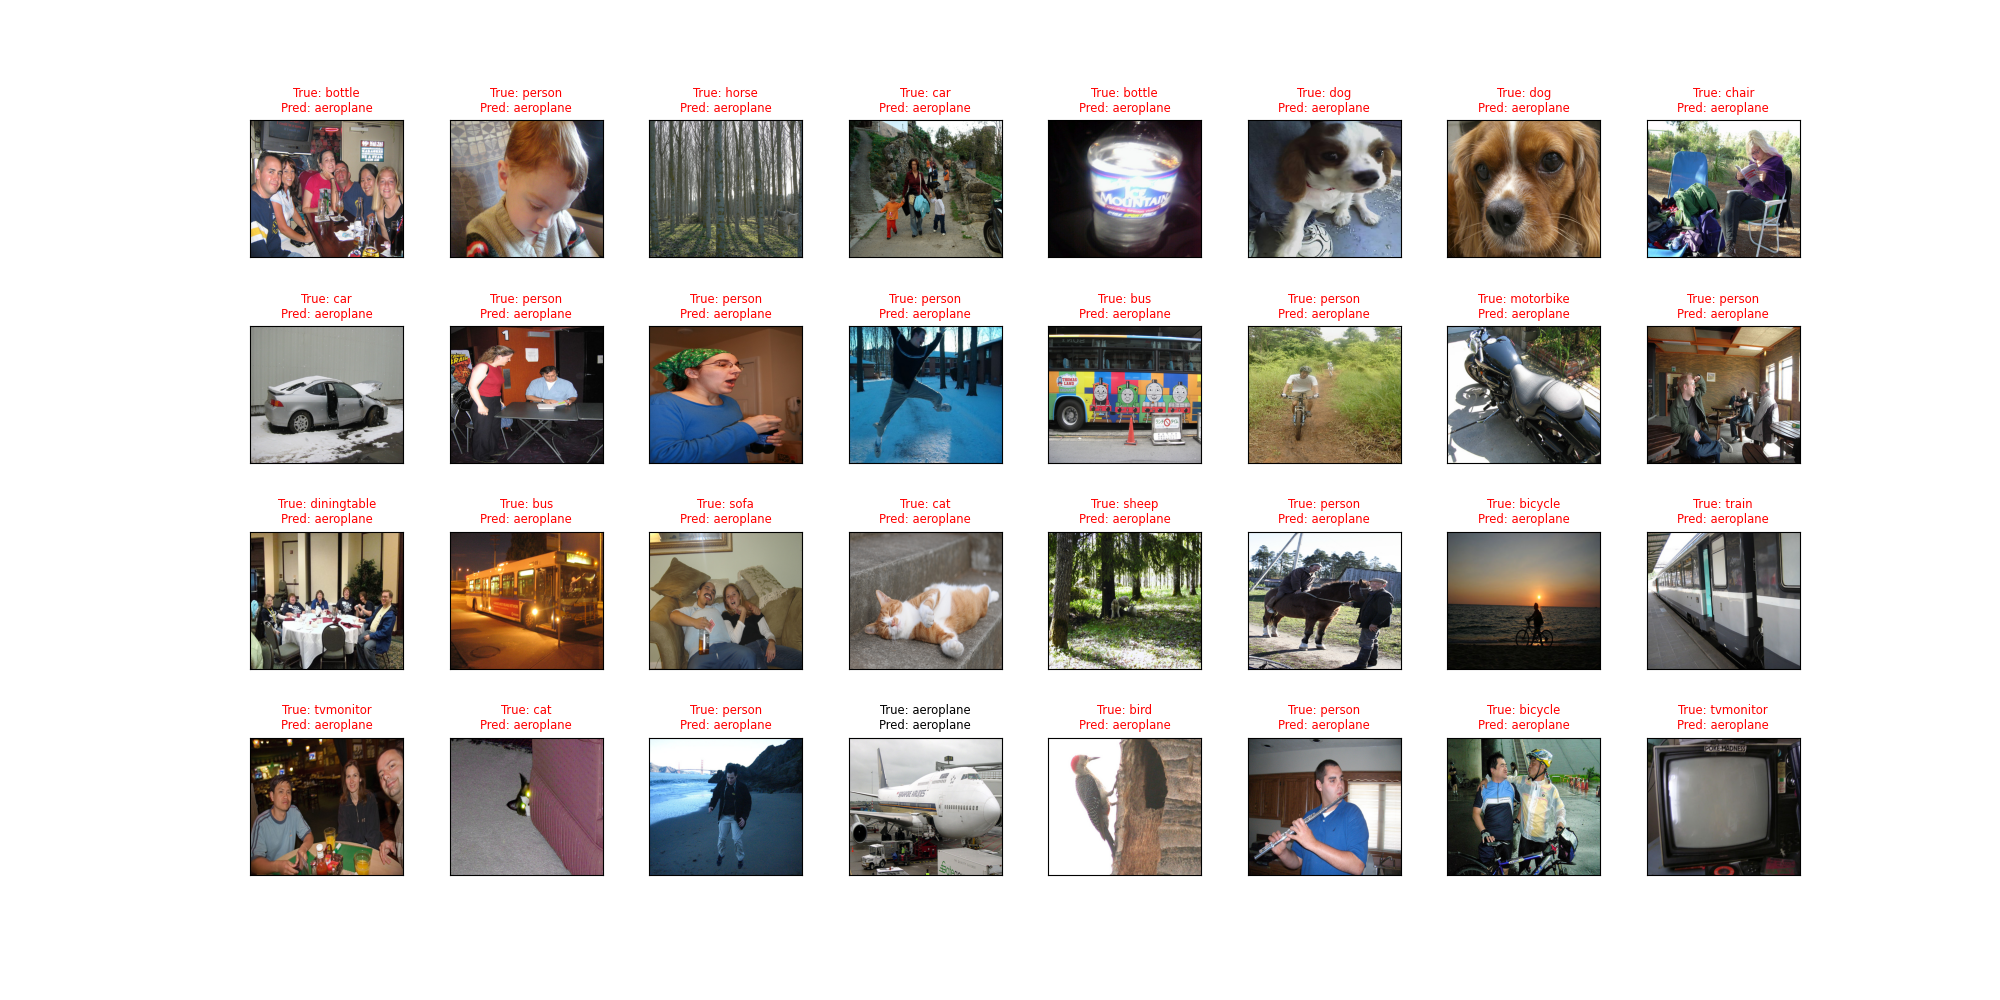 True: bottle
Pred: aeroplane
True: person
Pred: aeroplane
True: horse
Pred: aeroplane
True: car
Pred: aeroplane
True: bottle
Pred: aeroplane
True: dog
Pred: aeroplane
True: dog
Pred: aeroplane
True: chair
Pred: aeroplane
MOUNTAIN
True: car
Pred: aeroplane
True: person
Pred: aeroplane
True: person
Pred: aeroplane
True: person
Pred: aeroplane
True: bus
Pred: aeroplane
True: person
Pred: aeroplane
True: motorbike
Pred: aeroplane
True: person
Pred: aeroplane
1
True: diningtable
Pred: aeroplane
True: bus
Pred: aeroplane
True: sofa
Pred: aeroplane
True: cat
Pred: aeroplane
True: sheep
Pred: aeroplane
True: person
Pred: aeroplane
True: bicycle
Pred: aeroplane
True: train
Pred: aeroplane
True: tvmonitor
Pred: aeroplane
True: cat
Pred: aeroplane
True: person
Pred: aeroplane
True: aeroplane
Pred: aeroplane
True: bird
Pred: aeroplane
True: person
Pred: aeroplane
True: bicycle
Pred: aeroplane
True: tvmonitor
Pred: aeroplane